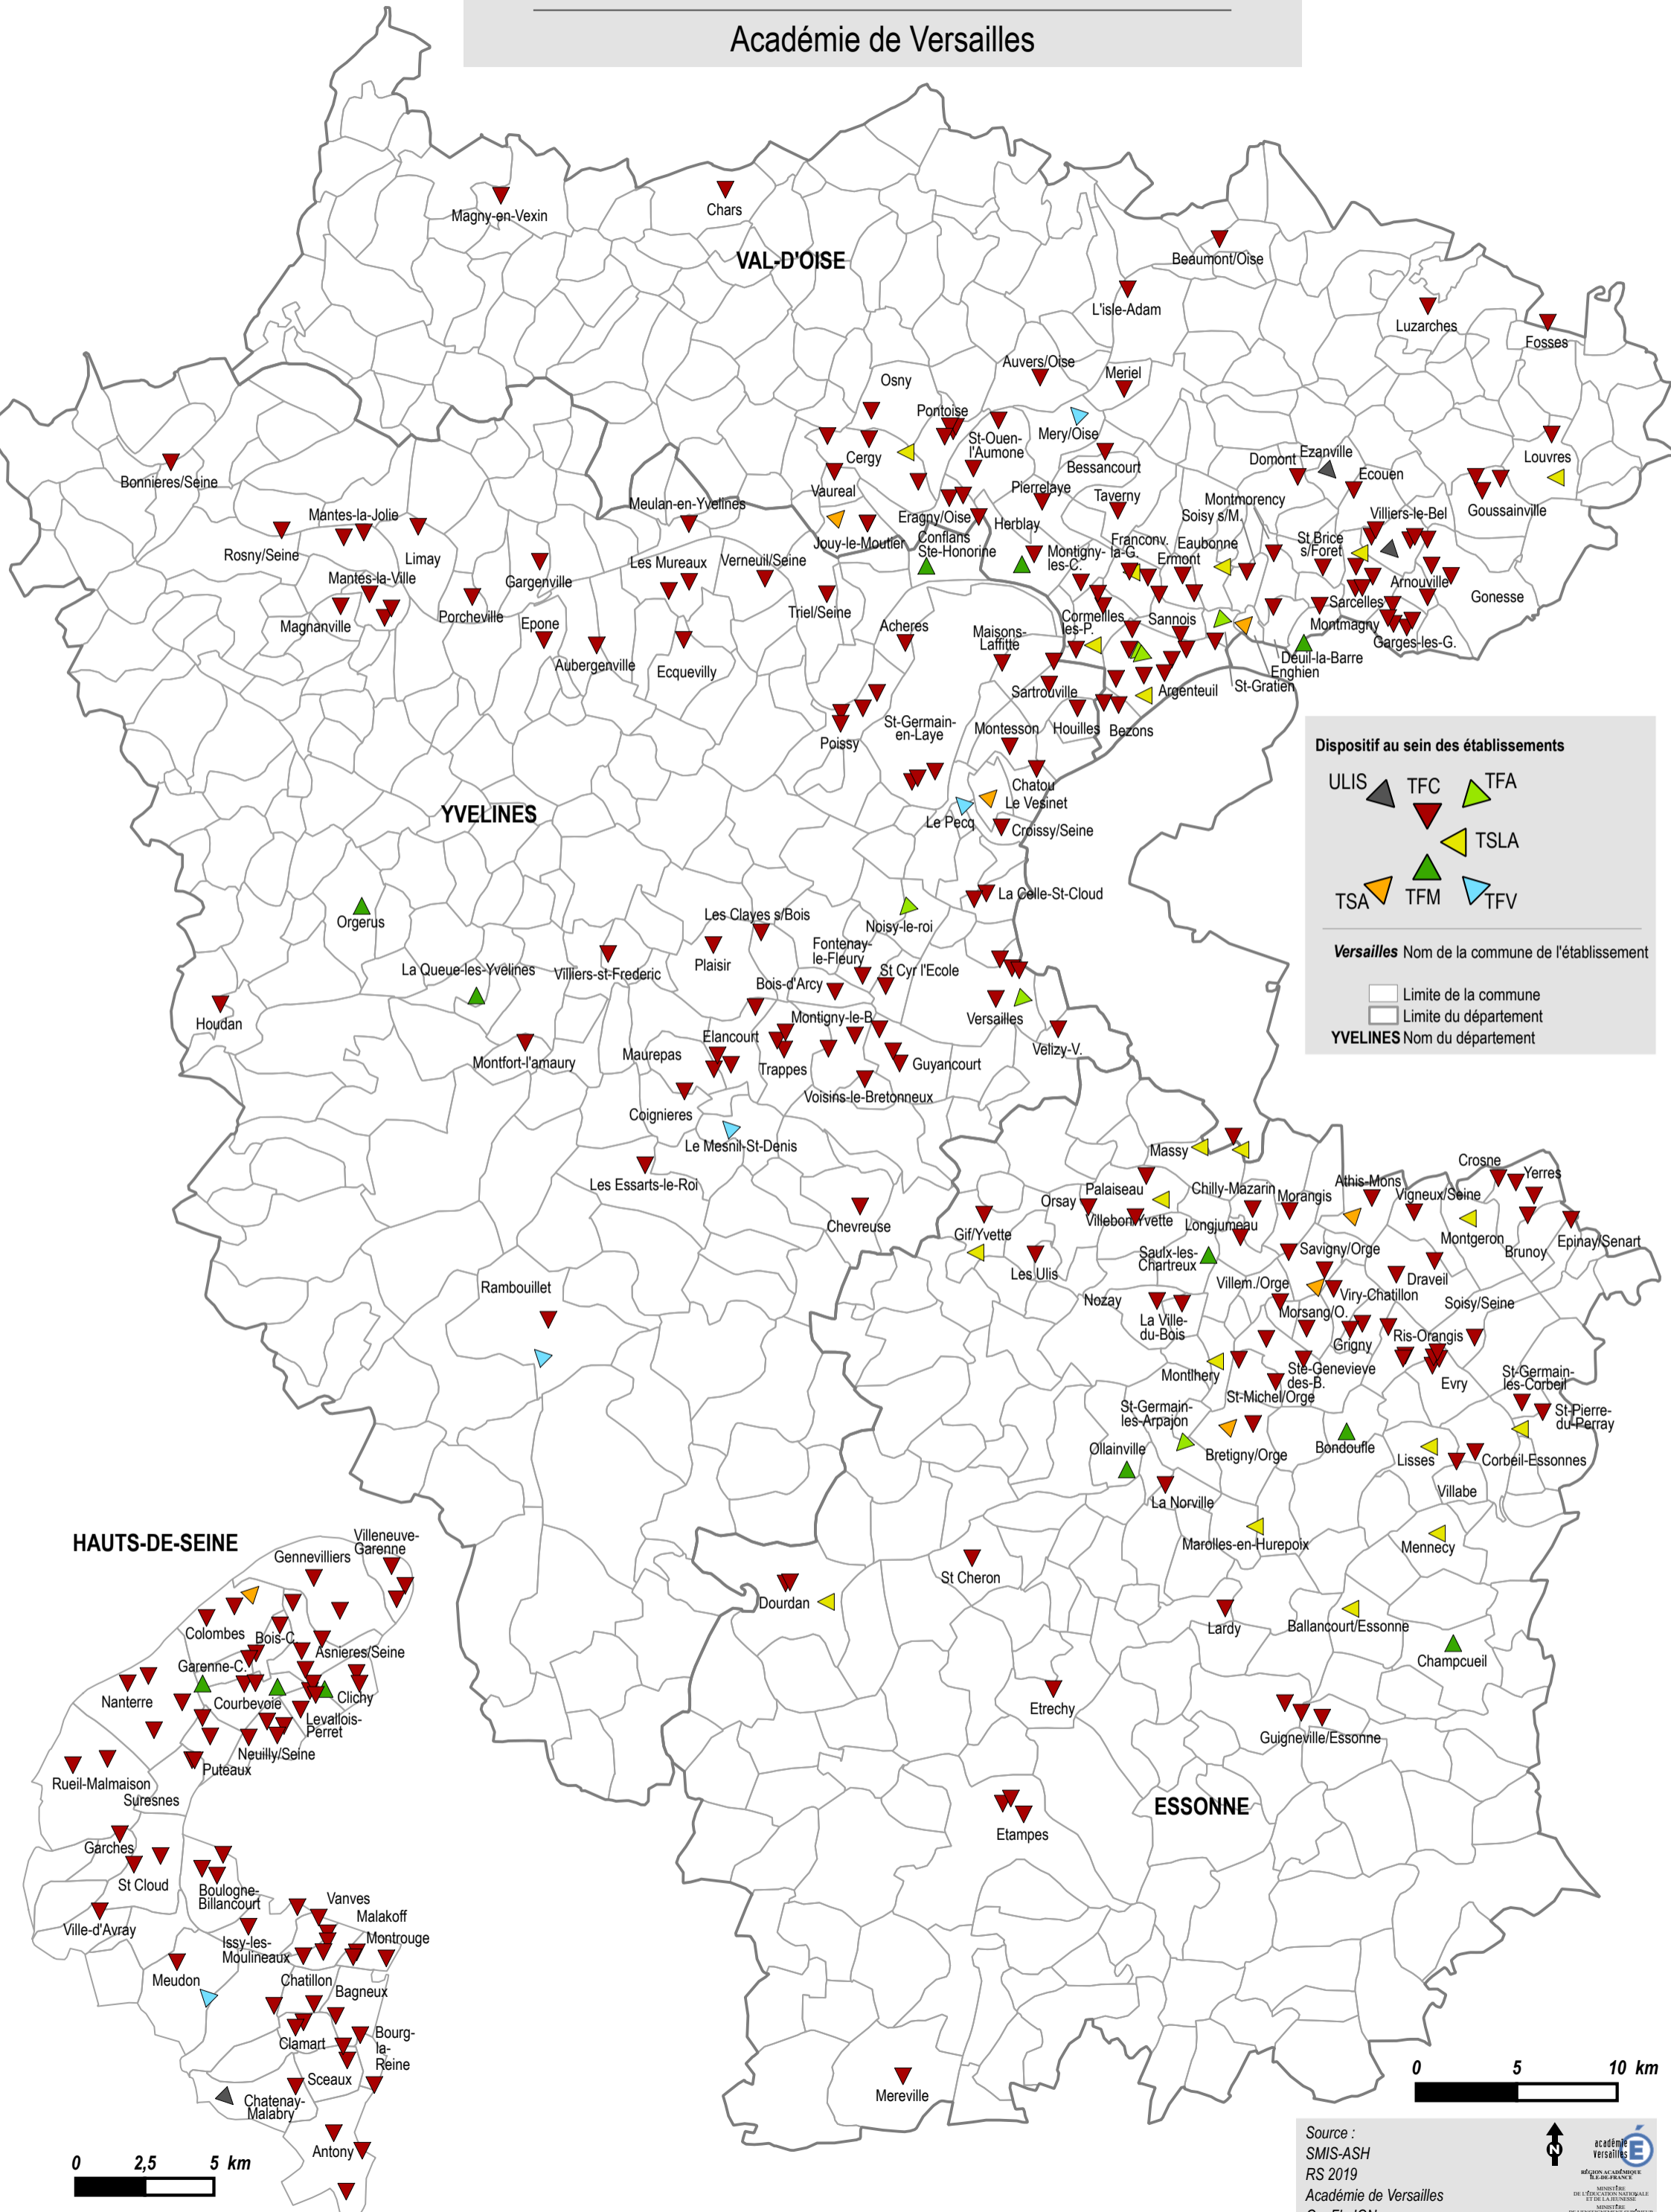 Académie de Versailles
Magny-en-Vexin
Chars
VAL-D'OISE
Beaumont/Oise
L'isle-Adam
Luzarches
Fosses
Auvers/Oise
Meriel
Osny
Pontoise
Mery/Oise
St-Ouen-
l'Aumone
Cergy
Bessancourt
Domont
Ezanville
Ecouen
Louvres
Bonnières/Seine
Vaureal
Pierrelaye
Taverny
Montmorency
Goussainville
Meulan-en-Yvelines
Mantes-la-Jolie
Eragny/Oise
Herblay
Soisy s/M.
Villiers-le-Bel
Rosny/Seine
Limay
Jouy-le-Moutier
Conflans
Ste-Honorine
Montigny-
les-C.
Franconv.
la-G.
Ermont
Eaubonne
St Brice
s/Foret
Les Mureaux
Verneuil/Seine
Mantes-la-Ville
Gargenville
Arnouville
Gonesse
Magnanville
Porcheville
Epone
Triel/Seine
Acheres
Maisons-
Laffitte
Cormeilles
les-P.
Sannois
Sarcelles
Montmagny
Garges-les-G.
Aubergenville
Ecquevilly
Deuil-la-Barre
Enghien
St-Gratien
Sartrouville
Argenteuil
Poissy
St-Germain-
en-Laye
Montesson
Houilles
Bezons
Chatou
Le Vesinet
Le Pecq
Croissy/Seine
YVELINES
Dispositif au sein des établissements
ULIS
TFC
TFA
TSLA
TSA
TFM
TFV
Versailles Nom de la commune de l'établissement
Limite de la commune
Limite du département
YVELINES Nom du département
La Celle-St-Cloud
Orgerus
Les Clayes s/Bois
Noisy-le-roi
La Queue-les-Yvelines
Villiers-st-Frederic
Plaisir
Fontenay-
le-Fleury
St Cyr l'Ecole
Bois-d'Arcy
Houdan
Montigny-le-B.
Versailles
Montfort-l'amaury
Maurepas
Elancourt
Trappes
Guyancourt
Velizy-V.
Voisins-le-Bretonneux
Coignieres
Le Mesnil-St-Denis
Les Essarts-le-Roi
Chevreuse
Massy
Crosne
Yerres
Orsay
Palaiseau
Chilly-Mazarin
Morangis
Athis-Mons
Vigneux/Seine
Gif/Yvette
Villebon/Yvette
Longjumeau
Montgeron
Brunoy
Epinay/Senart
Les Ulis
Saulx-les-
Chartreux
Savigny/Orge
Draveil
Rambouillet
Villem./Orge
Viry-Chatillon
Soisy/Seine
Nozay
La Ville-
du-Bois
Morsang/O.
Grigny
Ris-Orangis
Montlhery
Ste-Genevieve
des-B.
Evry
St-Germain-
les-Corbeil
St-Michel/Orge
St-Pierre-
du-Perray
St-Germain-
les-Arpajon
Ollainville
Bretigny/Orge
Bondoufle
Lisses
Corbeil-Essonnes
La Norville
Villabe
Marolles-en-Hurepoix
Mennecy
HAUTS-DE-SEINE
Villeneuve-
Garenne
Gennevilliers
St Cheron
Dourdan
Lardy
Ballancourt/Essonne
Champcueil
Colombes
Bois-C.
Asnieres/Seine
Garenne-C.
Nanterre
Courbevoie
Clichy
Levallois-
Perret
Etrechy
Guigneville/Essonne
Neuilly/Seine
Puteaux
Rueil-Malmaison
Suresnes
ESSONNE
Etampes
Garches
St Cloud
Boulogne-
Billancourt
Vanves
Malakoff
Ville-d'Avray
Issy-les-
Moulineaux
Montrouge
Meudon
Chatillon
Bagneux
Clamart
Bourg-
la-
Reine
Sceaux
Chatenay-
Malabry
Mereville
Antony
0 5 10 km
0 2,5 5 km
Source :
SMIS-ASH
RS 2019
Académie de Versailles
N
académie
Versailles
RÉGION ACADÉMIQUE
ÎLE-DE-FRANCE
MINISTÈRE
DE L'ÉDUCATION NATIONALE
ET DE LA JEUNESSE
MINISTÈRE